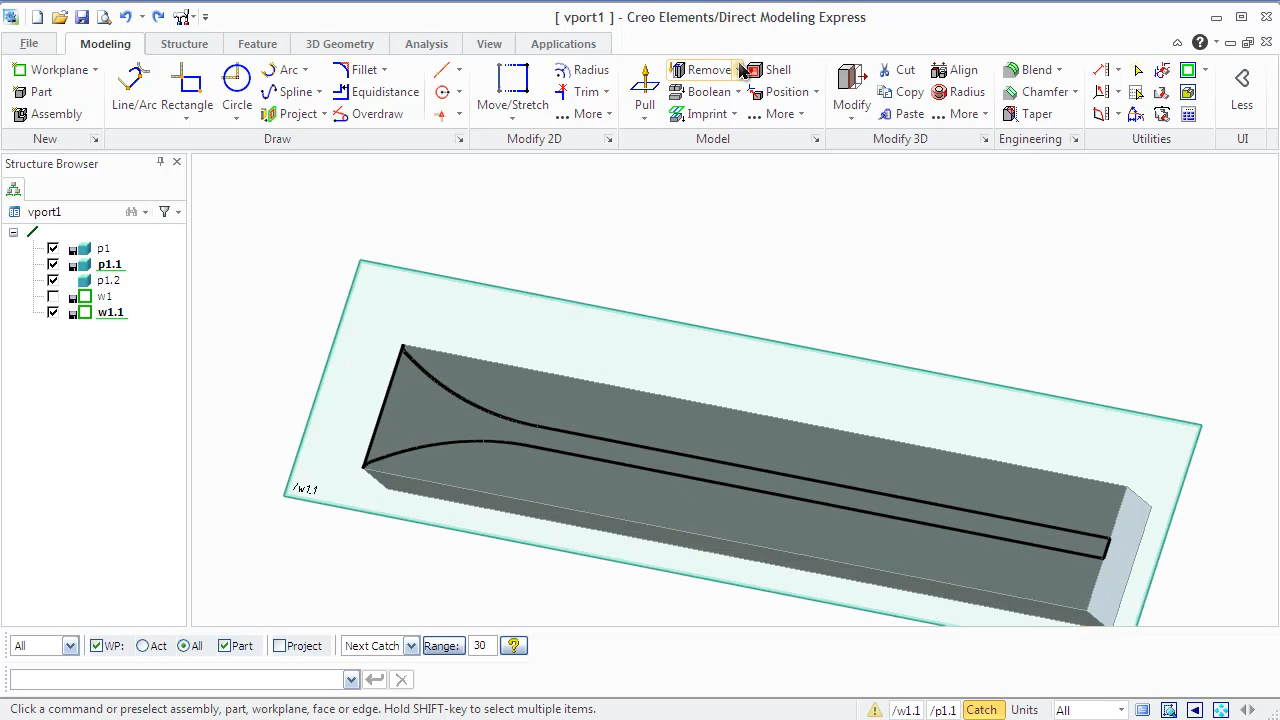 [ vport1 ] - Creo Elements/Direct Modeling Express
File Modeling Structure Feature 3D Geometry Analysis View Applications
Workplane Part Assembly
New
Line/Arc Rectangle Circle Arc Spline Project Fillet Equidistance Overdraw
Draw
Move/Stretch Radius Trim More
Modify 2D
Pull Remove Boolean Imprint Shell Position More
Model
Modify Cut Copy Paste Align Radius More
Modify 3D
Blend Chamfer Taper
Engineering
Utilities
Less
UI
Structure Browser
vport1
p1
p1.1
p1.2
w1
w1.1
/w1.1
All WP: Act All Part Project Next Catch Range: 30 ?
Click a command or preselect assembly, part, workplane, face or edge. Hold SHIFT-key to select multiple items.
/w1.1 /p1.1 Catch Units All